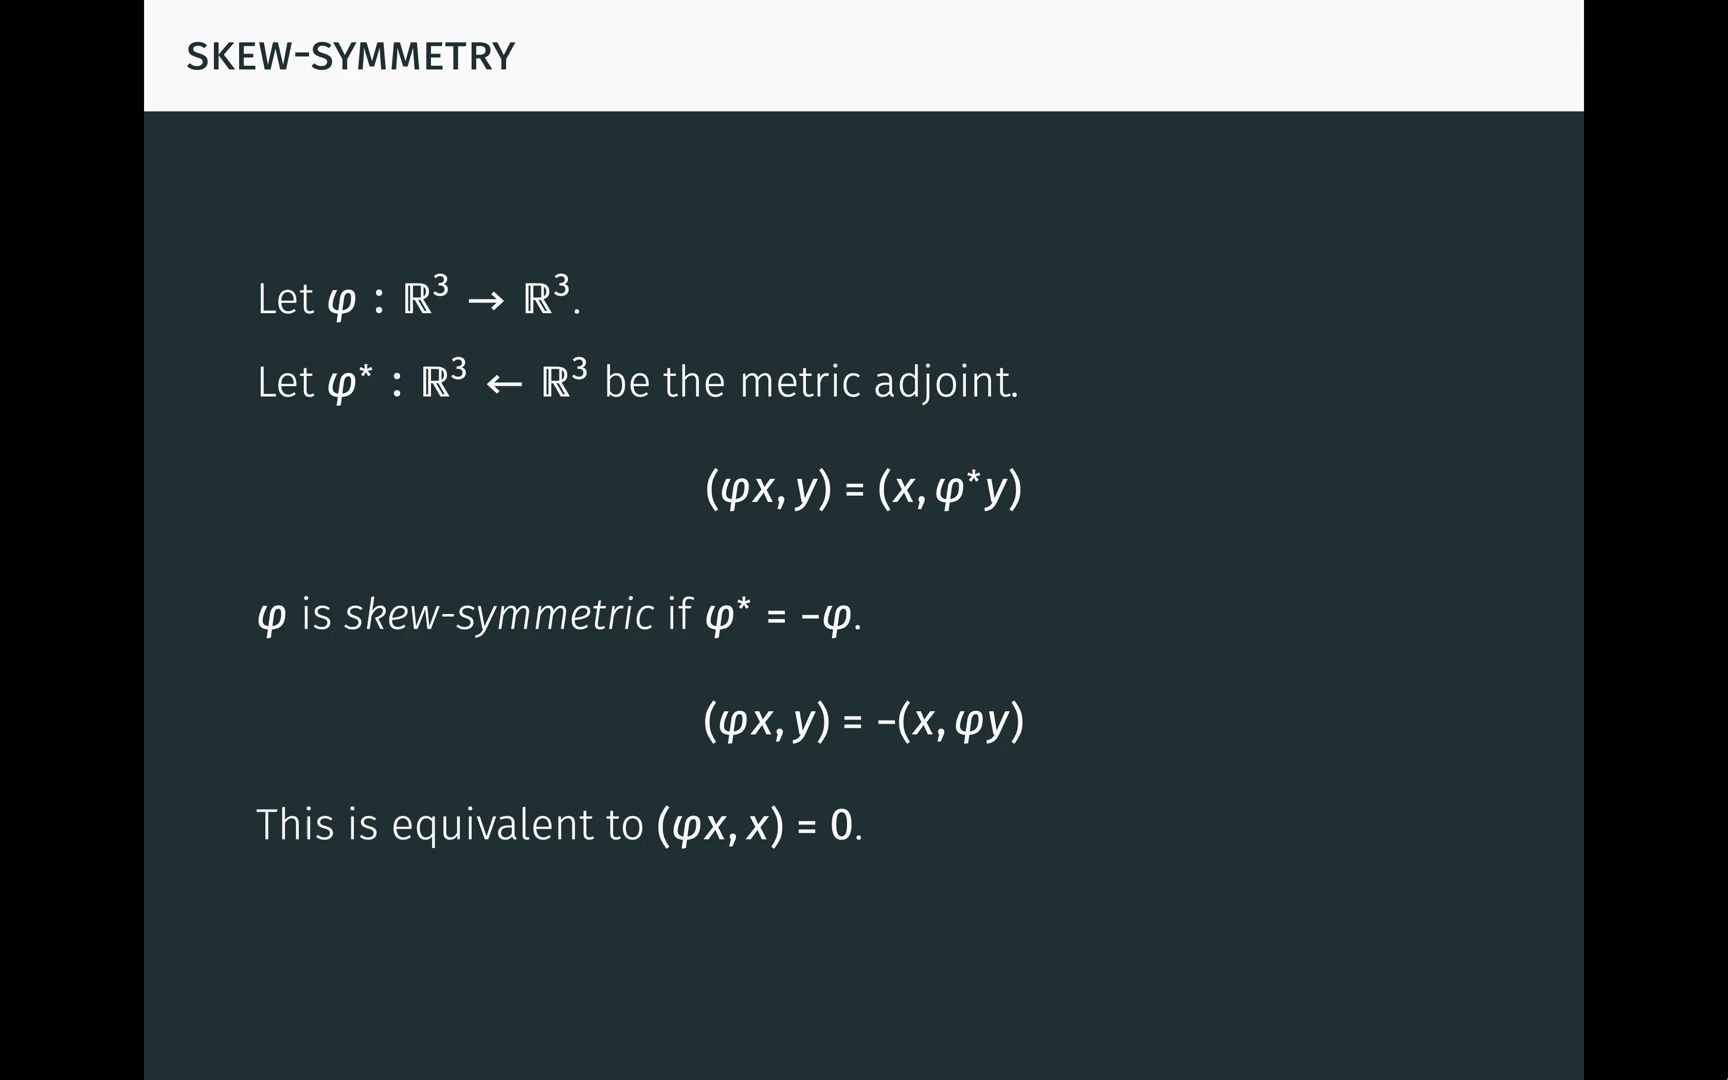 SKEW-SYMMETRY
Let φ : ℝ³ → ℝ³.
Let φ* : ℝ³ ← ℝ³ be the metric adjoint.
(φx, y) = (x, φ*y)
φ is skew-symmetric if φ* = −φ.
(φx, y) = −(x, φy)
This is equivalent to (φx, x) = 0.